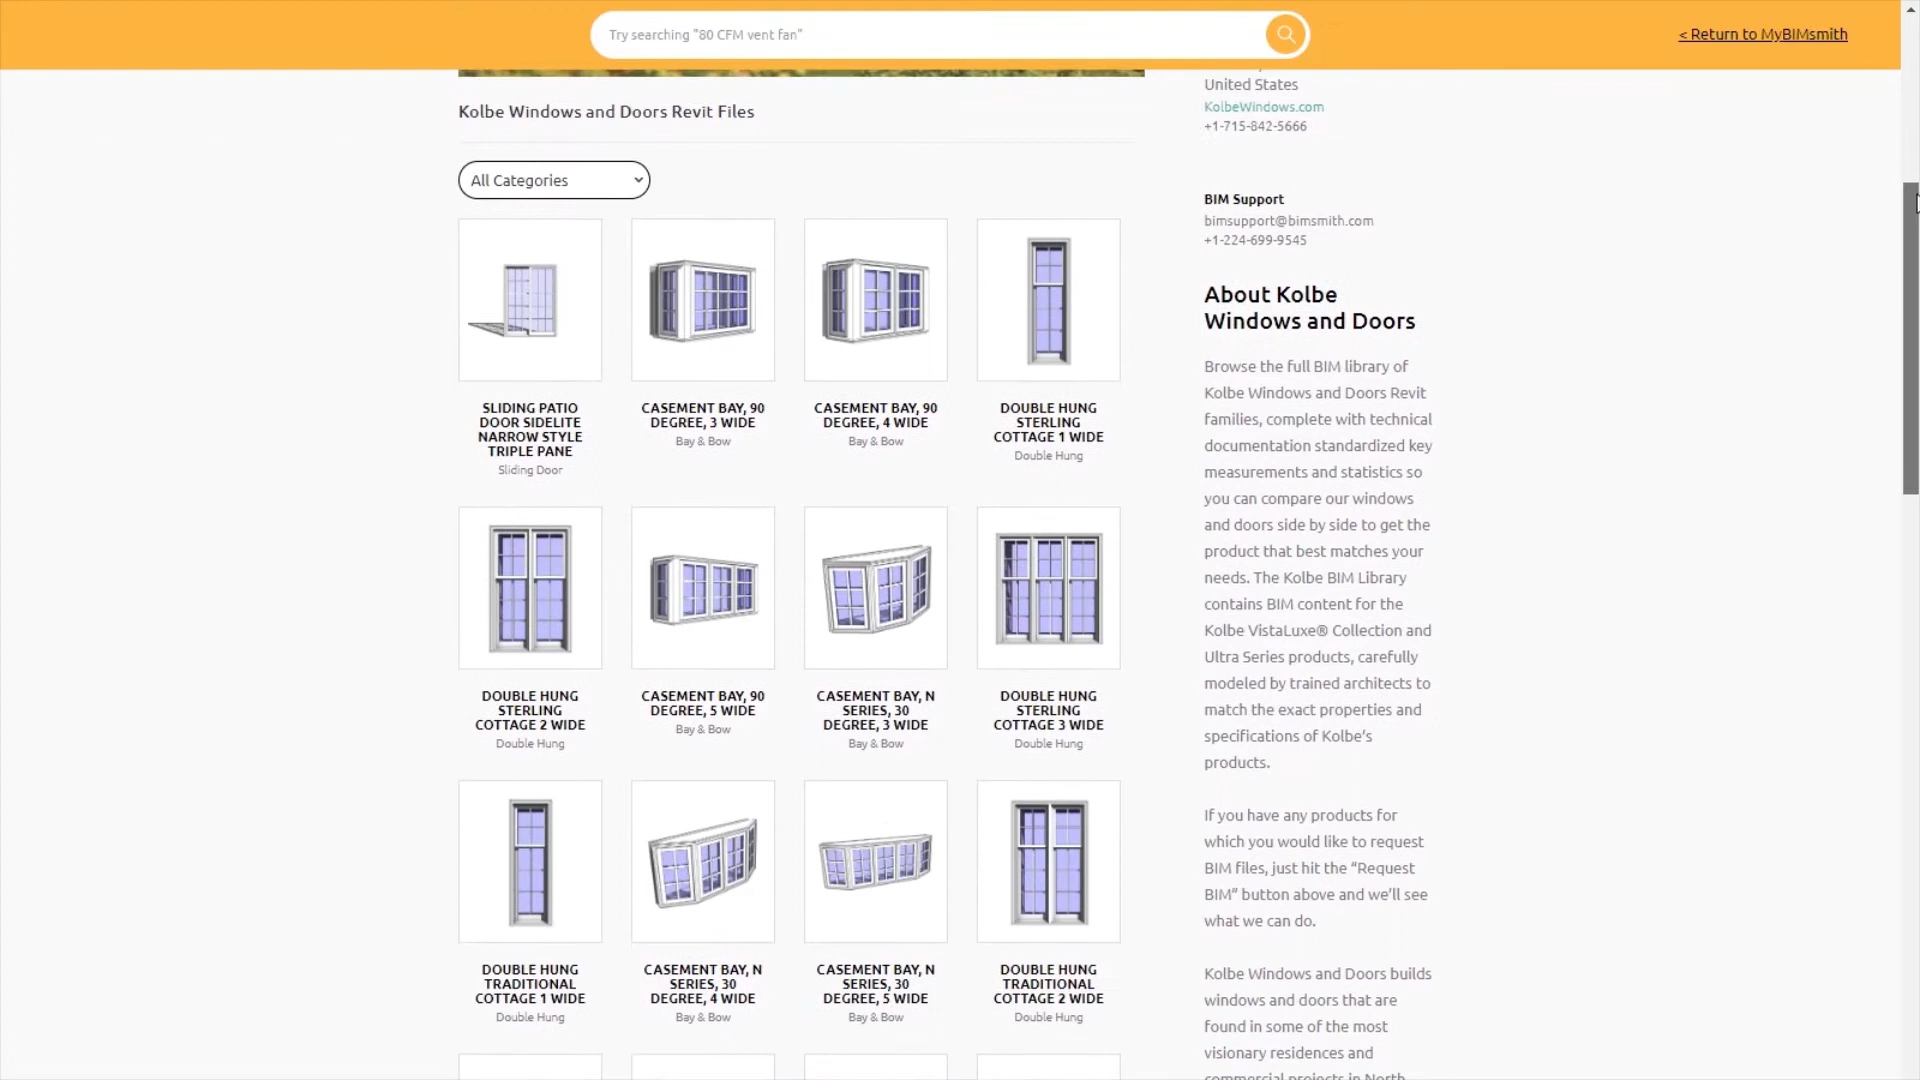 Try searching "80 CFM vent fan"
< Return to MyBIMsmith
Kolbe Windows and Doors Revit Files
All Categories
SLIDING PATIO
DOOR SIDELITE
NARROW STYLE
TRIPLE PANE
Sliding Door
CASEMENT BAY, 90
DEGREE, 3 WIDE
Bay & Bow
CASEMENT BAY, 90
DEGREE, 4 WIDE
Bay & Bow
DOUBLE HUNG
STERLING
COTTAGE 1 WIDE
Double Hung
DOUBLE HUNG
STERLING
COTTAGE 2 WIDE
Double Hung
CASEMENT BAY, 90
DEGREE, 5 WIDE
Bay & Bow
CASEMENT BAY, N
SERIES, 30
DEGREE, 3 WIDE
Bay & Bow
DOUBLE HUNG
STERLING
COTTAGE 3 WIDE
Double Hung
DOUBLE HUNG
TRADITIONAL
COTTAGE 1 WIDE
Double Hung
CASEMENT BAY, N
SERIES, 30
DEGREE, 4 WIDE
Bay & Bow
CASEMENT BAY, N
SERIES, 30
DEGREE, 5 WIDE
Bay & Bow
DOUBLE HUNG
TRADITIONAL
COTTAGE 2 WIDE
Double Hung
United States
KolbeWindows.com
+1-715-842-5666
BIM Support
bimsupport@bimsmith.com
+1-224-699-9545
About Kolbe
Windows and Doors
Browse the full BIM library of
Kolbe Windows and Doors Revit
families, complete with technical
documentation standardized key
measurements and statistics so
you can compare our windows
and doors side by side to get the
product that best matches your
needs. The Kolbe BIM Library
contains BIM content for the
Kolbe VistaLuxe® Collection and
Ultra Series products, carefully
modeled by trained architects to
match the exact properties and
specifications of Kolbe’s
products.
If you have any products for
which you would like to request
BIM files, just hit the “Request
BIM” button above and we’ll see
what we can do.
Kolbe Windows and Doors builds
windows and doors that are
found in some of the most
visionary residences and
commercial projects in North